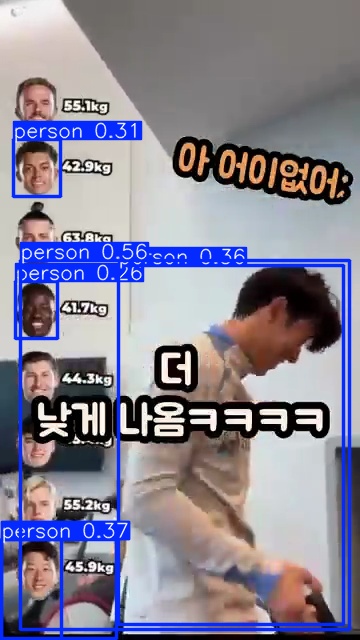 55.1kg
person 0.31
42.9kg
아 어이없어;
63.8kg
person 0.56
person 0.36
person 0.26
41.7kg
더
44.3kg
낮게 나옴ㅋㅋㅋㅋ
55.2kg
person 0.37
45.9kg